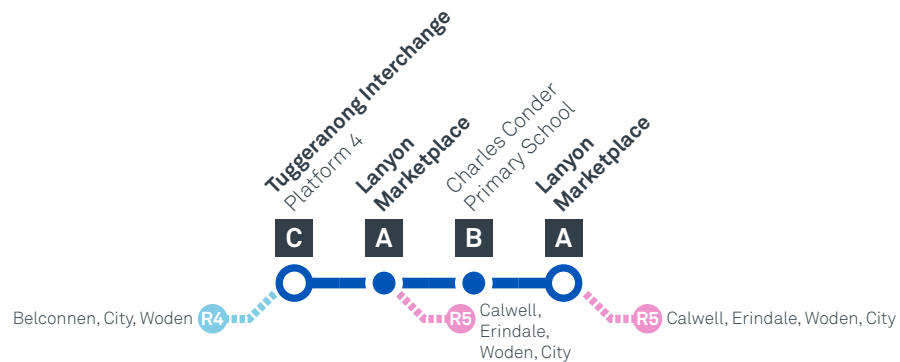 Tuggeranong Interchange
Platform 4
Lanyon
Marketplace
Charles Conder
Primary School
Lanyon
Marketplace
C
A
B
A
Belconnen, City, Woden R4
R5 Calwell,
Erindale,
Woden, City
R5 Calwell, Erindale, Woden, City